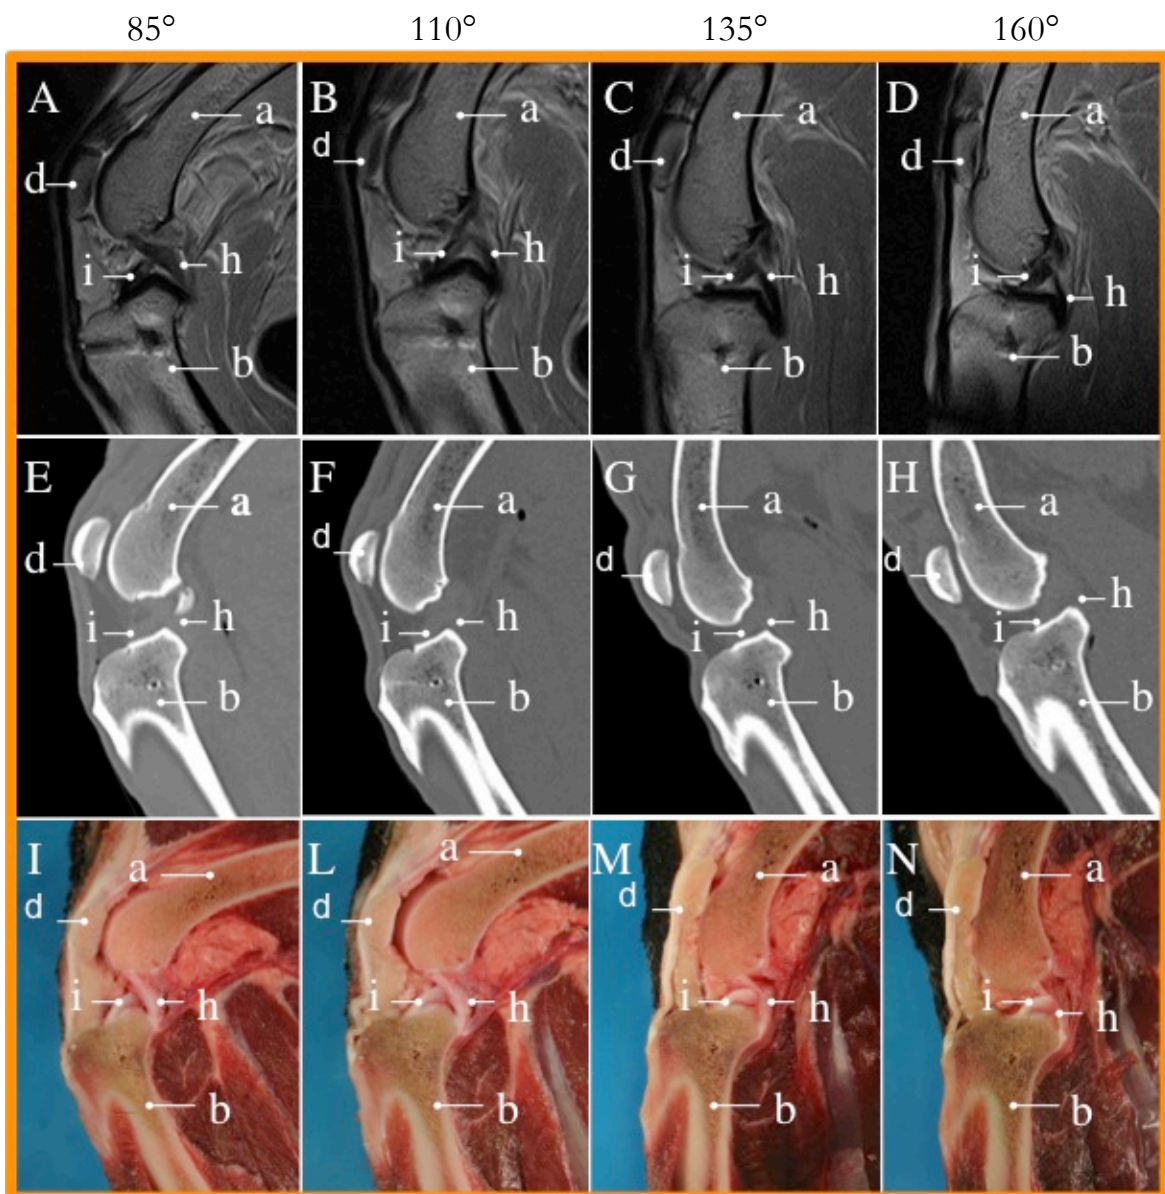 85° 110° 135° 160°
A a d i h b
B a d i h b
C a d i h b
D a d i h b
E a d h i b
F a d h i b
G a d h i b
H a d h i b
I a d i h b
L a d i h b
M a d i h b
N a d i h b